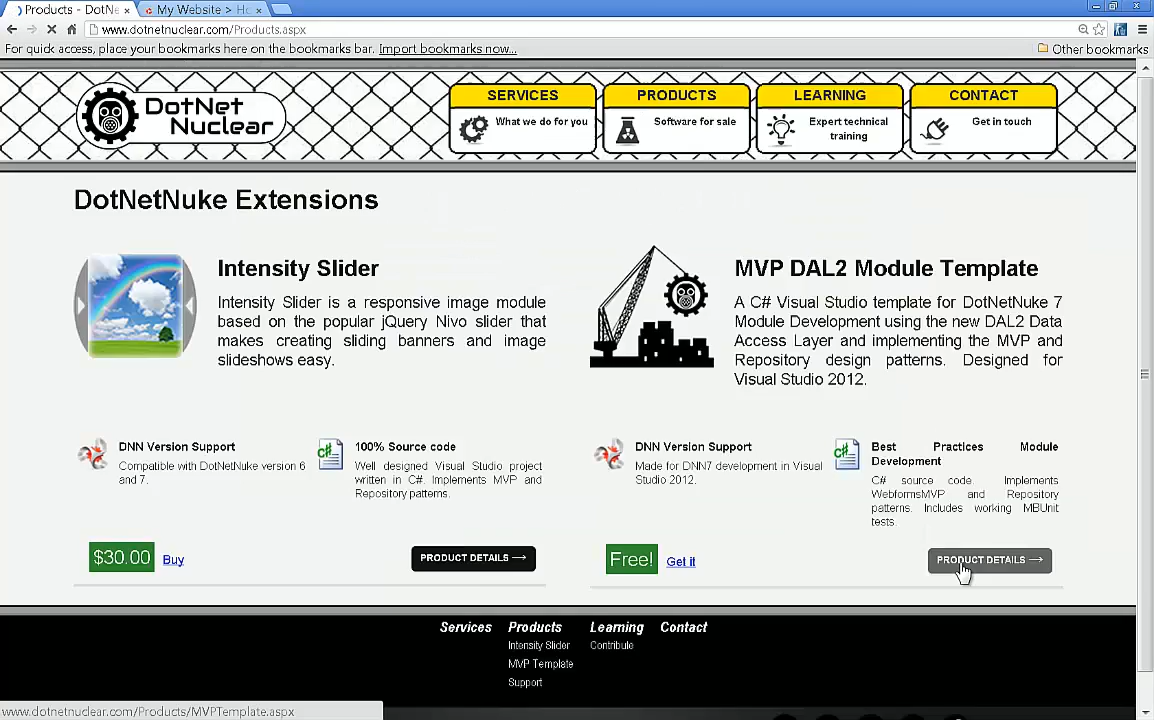 Products - DotNe
My Website > Ho
www.dotnetnuclear.com/Products.aspx
For quick access, place your bookmarks here on the bookmarks bar. Import bookmarks now...
Other bookmarks
DotNet
Nuclear
SERVICES
What we do for you
PRODUCTS
Software for sale
LEARNING
Expert technical
training
CONTACT
Get in touch
DotNetNuke Extensions
Intensity Slider
Intensity Slider is a responsive image module
based on the popular jQuery Nivo slider that
makes creating sliding banners and image
slideshows easy.
DNN Version Support
Compatible with DotNetNuke version 6
and 7.
C#
100% Source code
Well designed Visual Studio project
written in C#. Implements MVP and
Repository patterns.
$30.00 Buy
PRODUCT DETAILS →
MVP DAL2 Module Template
A C# Visual Studio template for DotNetNuke 7
Module Development using the new DAL2 Data
Access Layer and implementing the MVP and
Repository design patterns. Designed for
Visual Studio 2012.
DNN Version Support
Made for DNN7 development in Visual
Studio 2012.
C#
Best Practices Module
Development
C# source code. Implements
WebformsMVP and Repository
patterns. Includes working MBUnit
tests.
Free! Get it
PRODUCT DETAILS →
Services Products Learning Contact
Intensity Slider Contribule
MVP Template
Support
www.dotnetnuclear.com/Products/MVPTemplate.aspx